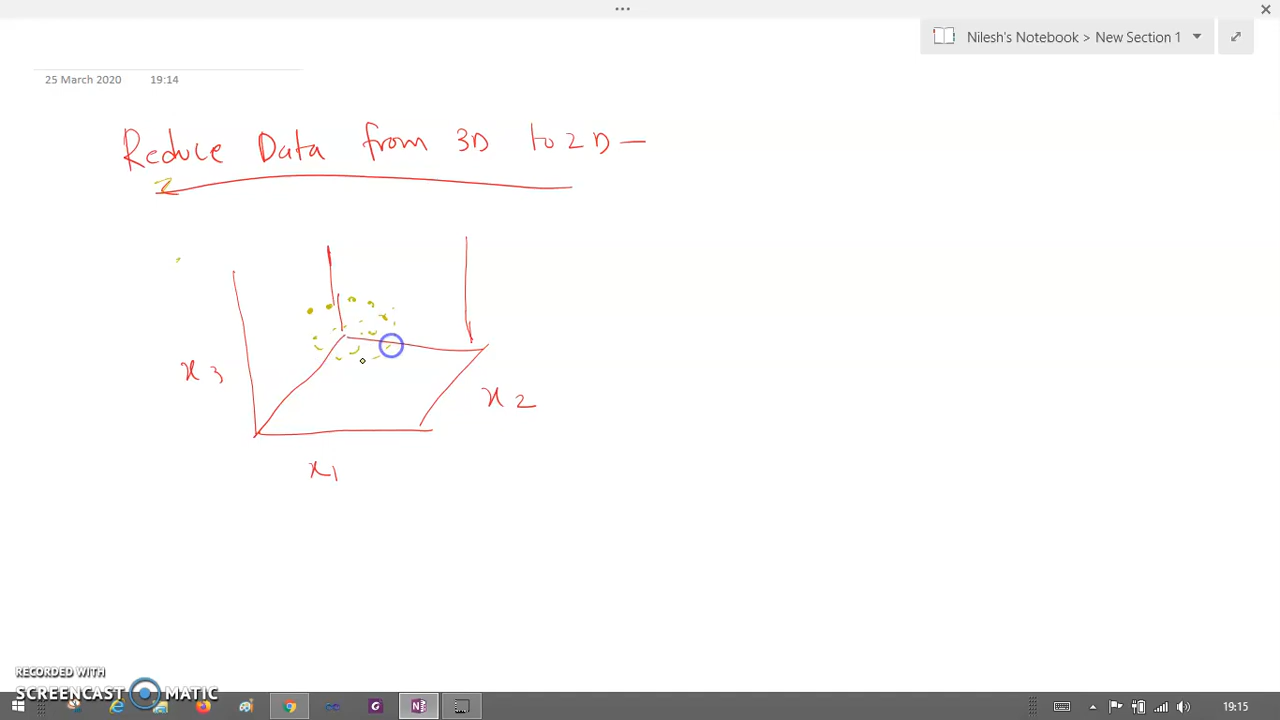 Nilesh's Notebook > New Section 1
25 March 2020 19:14
Reduce Data from 3D to 2D —
x3
x2
x1
RECORDED WITH
SCREENCAST MATIC
19:15